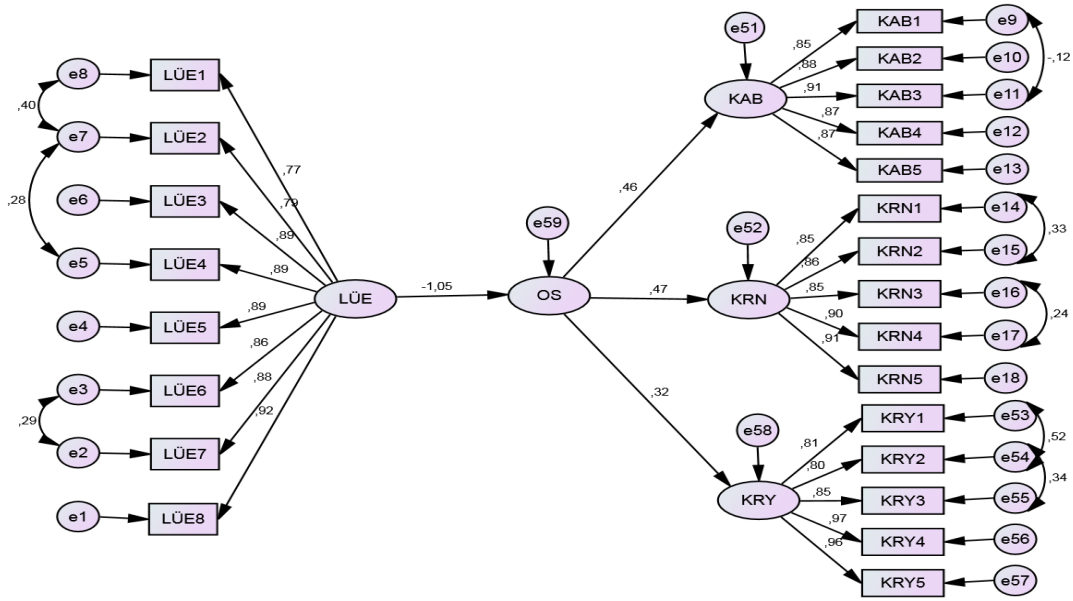 e8
LÜE1
,40
e7
LÜE2
,28
e6
LÜE3
e5
LÜE4
e4
LÜE5
e3
LÜE6
,29
e2
LÜE7
e1
LÜE8
,77
,79
,89
,89
,89
,86
,88
,92
LÜE
-1,05
e59
OS
,46
,47
,32
e51
KAB
,85
,88
,91
,87
,87
KAB1
e9
KAB2
e10
-,12
KAB3
e11
KAB4
e12
KAB5
e13
e52
KRN
,85
,86
,85
,90
,91
KRN1
e14
,33
KRN2
e15
KRN3
e16
,24
KRN4
e17
KRN5
e18
e58
KRY
,81
,80
,85
,97
,96
KRY1
e53
,52
KRY2
e54
,34
KRY3
e55
KRY4
e56
KRY5
e57